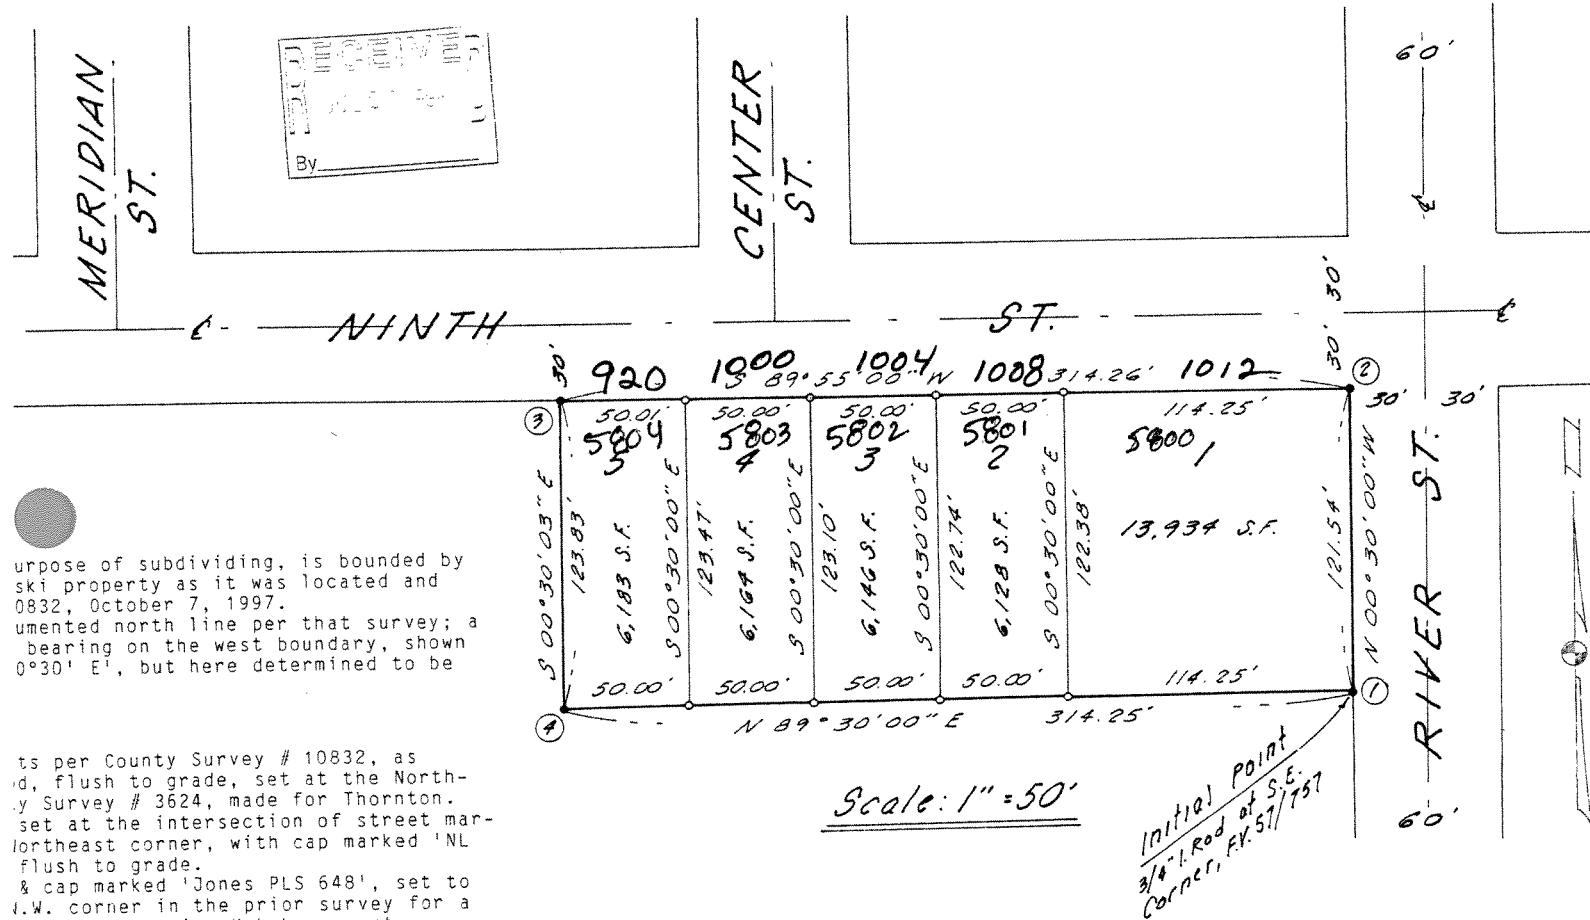 MERIDIAN
ST.
RECEIVED
By
CENTER
ST.
60'
30'
30'
NINTH
ST.
30'
30'
920
1000
1004
1008
1012
S 89°55'00" W
314.26'
2
30'
30'
3
50.01'
50.00'
50.00'
50.00'
114.25'
5804
5803
5802
5801
5800
5
4
3
2
1
S 00°30'03" E
123.83'
6,183 S.F.
S 00°30'00" E
123.47'
6,164 S.F.
S 00°30'00" E
123.10'
6,146 S.F.
S 00°30'00" E
122.74'
6,128 S.F.
S 00°30'00" E
122.38'
13,934 S.F.
121.54'
N 00°30'00" W
RIVER ST.
50.00'
50.00'
50.00'
50.00'
114.25'
4
N 89°30'00" E
314.25'
1
60'
Scale: 1" = 50'
Initial Point
3/4" I. Rod at S.E.
Corner, F.V. 57/757
urpose of subdividing, is bounded by
ski property as it was located and
0832, October 7, 1997.
umented north line per that survey; a
bearing on the west boundary, shown
0°30' E', but here determined to be
ts per County Survey # 10832, as
d, flush to grade, set at the North-
y Survey # 3624, made for Thornton.
set at the intersection of street mar-
ortheast corner, with cap marked 'NL
flush to grade.
& cap marked 'Jones PLS 648', set to
.W. corner in the prior survey for a